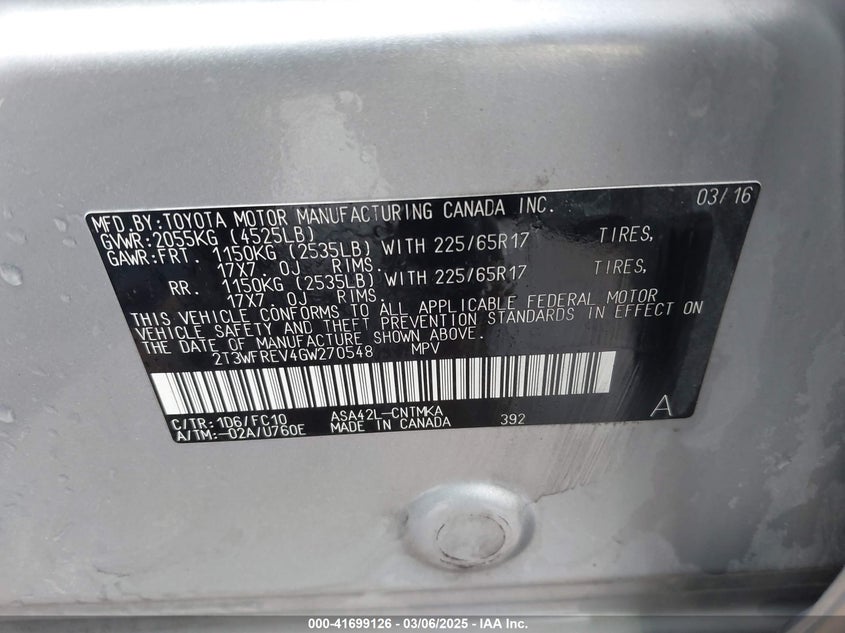 MFD.BY:TOYOTA MOTOR MANUFACTURING CANADA INC. 03/16
GVWR:2055KG (4525LB)
GAWR:FRT. 1150KG (2535LB) WITH 225/65R17 TIRES,
17X7.0J RIMS.
RR. 1150KG (2535LB) WITH 225/65R17 TIRES,
17X7.0J RIMS.
THIS VEHICLE CONFORMS TO ALL APPLICABLE FEDERAL MOTOR
VEHICLE SAFETY AND THEFT PREVENTION STANDARDS IN EFFECT ON
THE DATE OF MANUFACTURE SHOWN ABOVE.
2T3WFREV4GW270548 MPV
C/TR:1D6/FC10 ASA42L-CNTMKA A
A/TM:-02A/U760E MADE IN CANADA 392
000-41699126 - 03/06/2025 - IAA Inc.